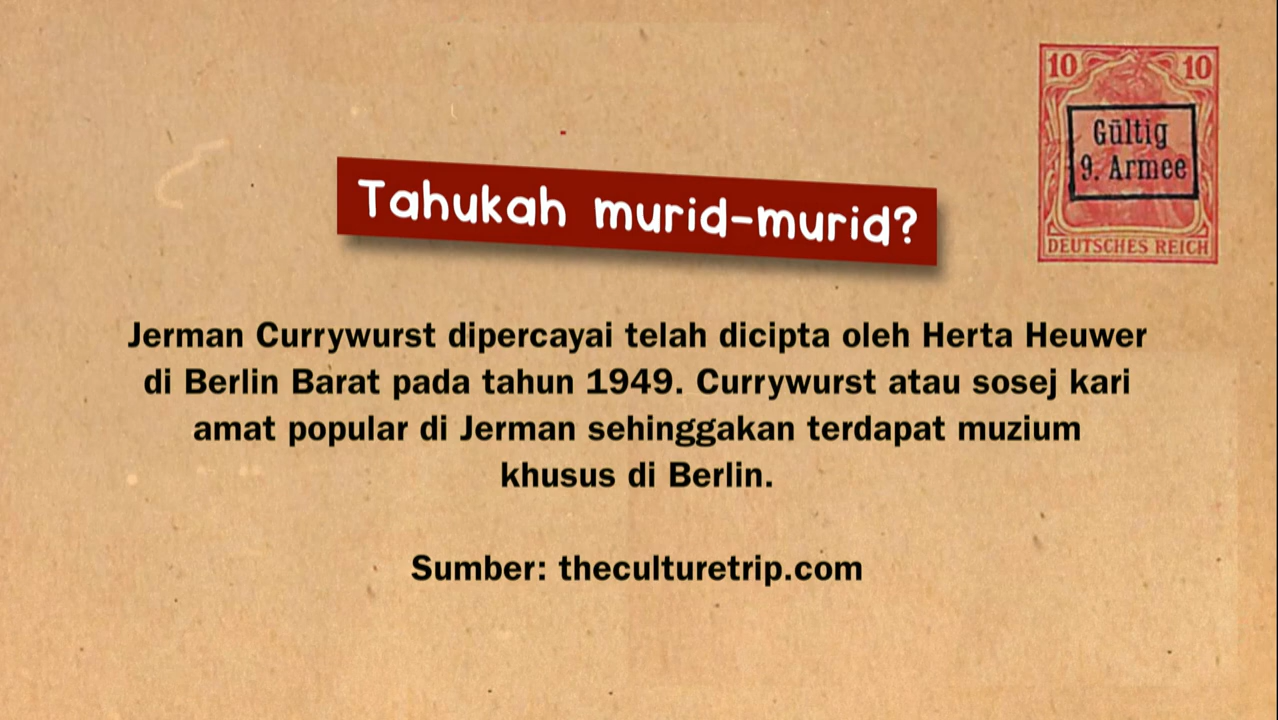 10 10
Gültig
9. Armee
DEUTSCHES REICH
Tahukah murid-murid?
Jerman Currywurst dipercayai telah dicipta oleh Herta Heuwer
di Berlin Barat pada tahun 1949. Currywurst atau sosej kari
amat popular di Jerman sehinggakan terdapat muzium
khusus di Berlin.
Sumber: theculturetrip.com